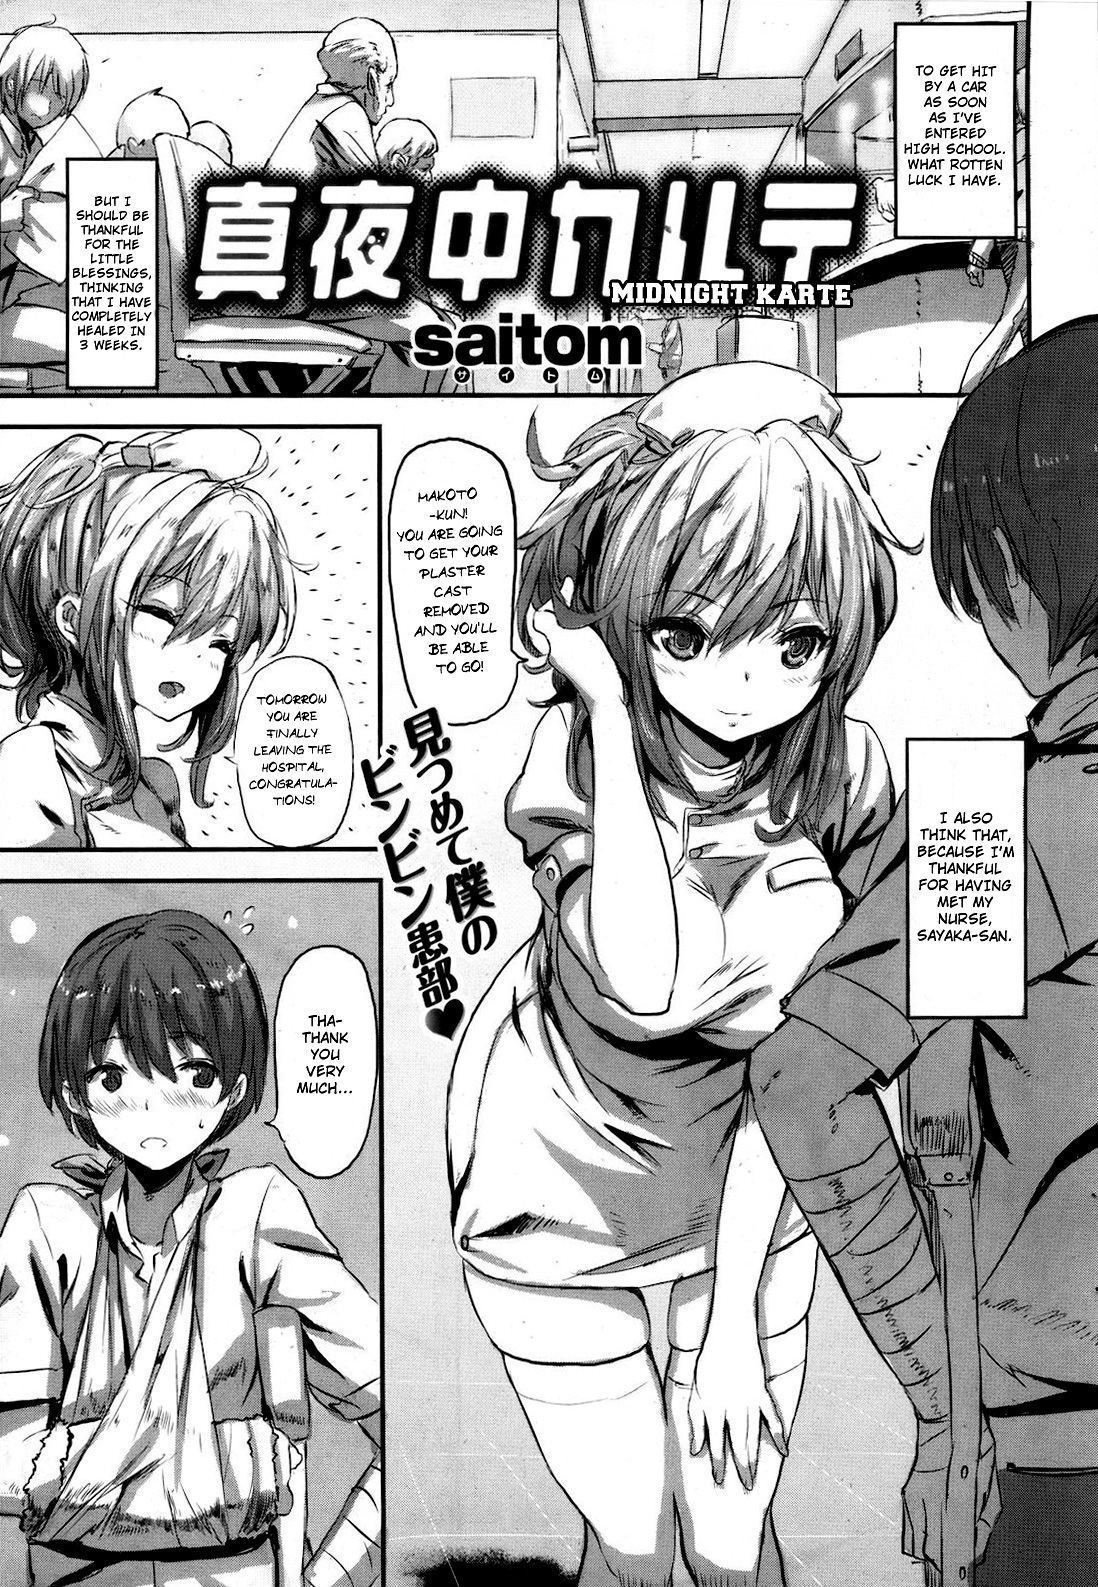 TO GET HIT
BY A CAR
AS SOON
AS I'VE
ENTERED
HIGH SCHOOL.
WHAT ROTTEN
LUCK I HAVE.
BUT I
SHOULD BE
THANKFUL
FOR THE
LITTLE
BLESSINGS,
THINKING
THAT I HAVE
COMPLETELY
HEALED IN
3 WEEKS.
真夜中カルテ
MIDNIGHT KARTE
saitom
サイトム
MAKOTO
-KUN!
YOU ARE GOING
TO GET YOUR
PLASTER
CAST
REMOVED
AND YOU'LL
BE ABLE
TO GO!
TOMORROW
YOU ARE
FINALLY
LEAVING THE
HOSPITAL,
CONGRATULA-
TIONS!
見つめて僕の
ビンビン患部♥
I ALSO
THINK THAT,
BECAUSE I'M
THANKFUL
FOR HAVING
MET MY
NURSE,
SAYAKA-SAN.
THA-
THANK
YOU
VERY
MUCH...